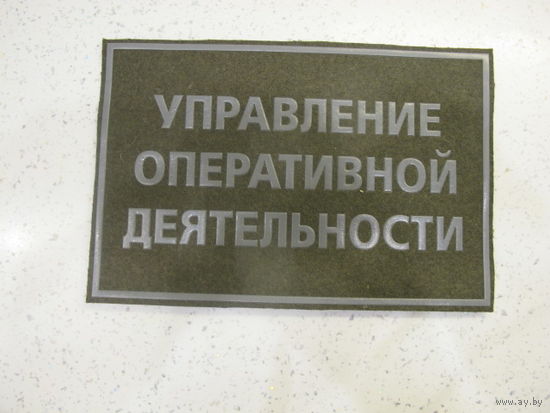 УПРАВЛЕНИЕ
ОПЕРАТИВНОЙ
ДЕЯТЕЛЬНОСТИ
© www.ay.by